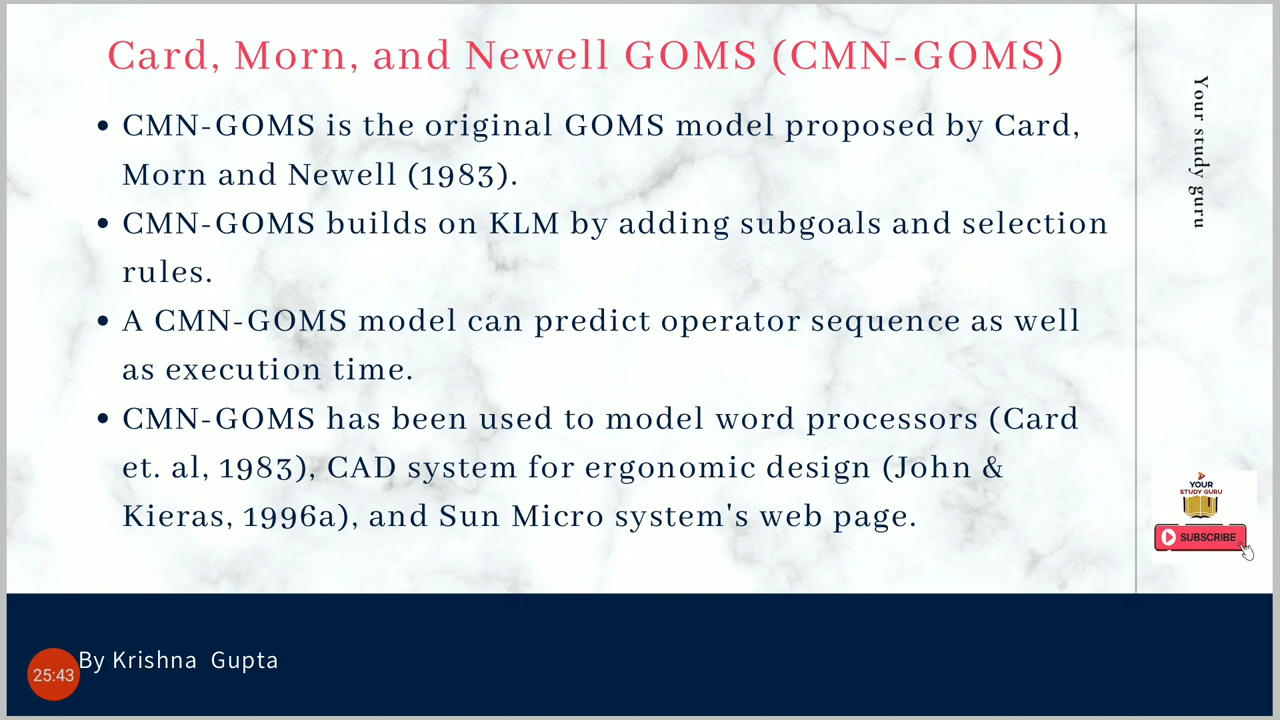 Card, Morn, and Newell GOMS (CMN-GOMS)
• CMN-GOMS is the original GOMS model proposed by Card,
Morn and Newell (1983).
• CMN-GOMS builds on KLM by adding subgoals and selection
rules.
• A CMN-GOMS model can predict operator sequence as well
as execution time.
• CMN-GOMS has been used to model word processors (Card
et. al, 1983), CAD system for ergonomic design (John &
Kieras, 1996a), and Sun Micro system's web page.
Your study guru
YOUR
STUDY GURU
SUBSCRIBE
By Krishna Gupta
25:43